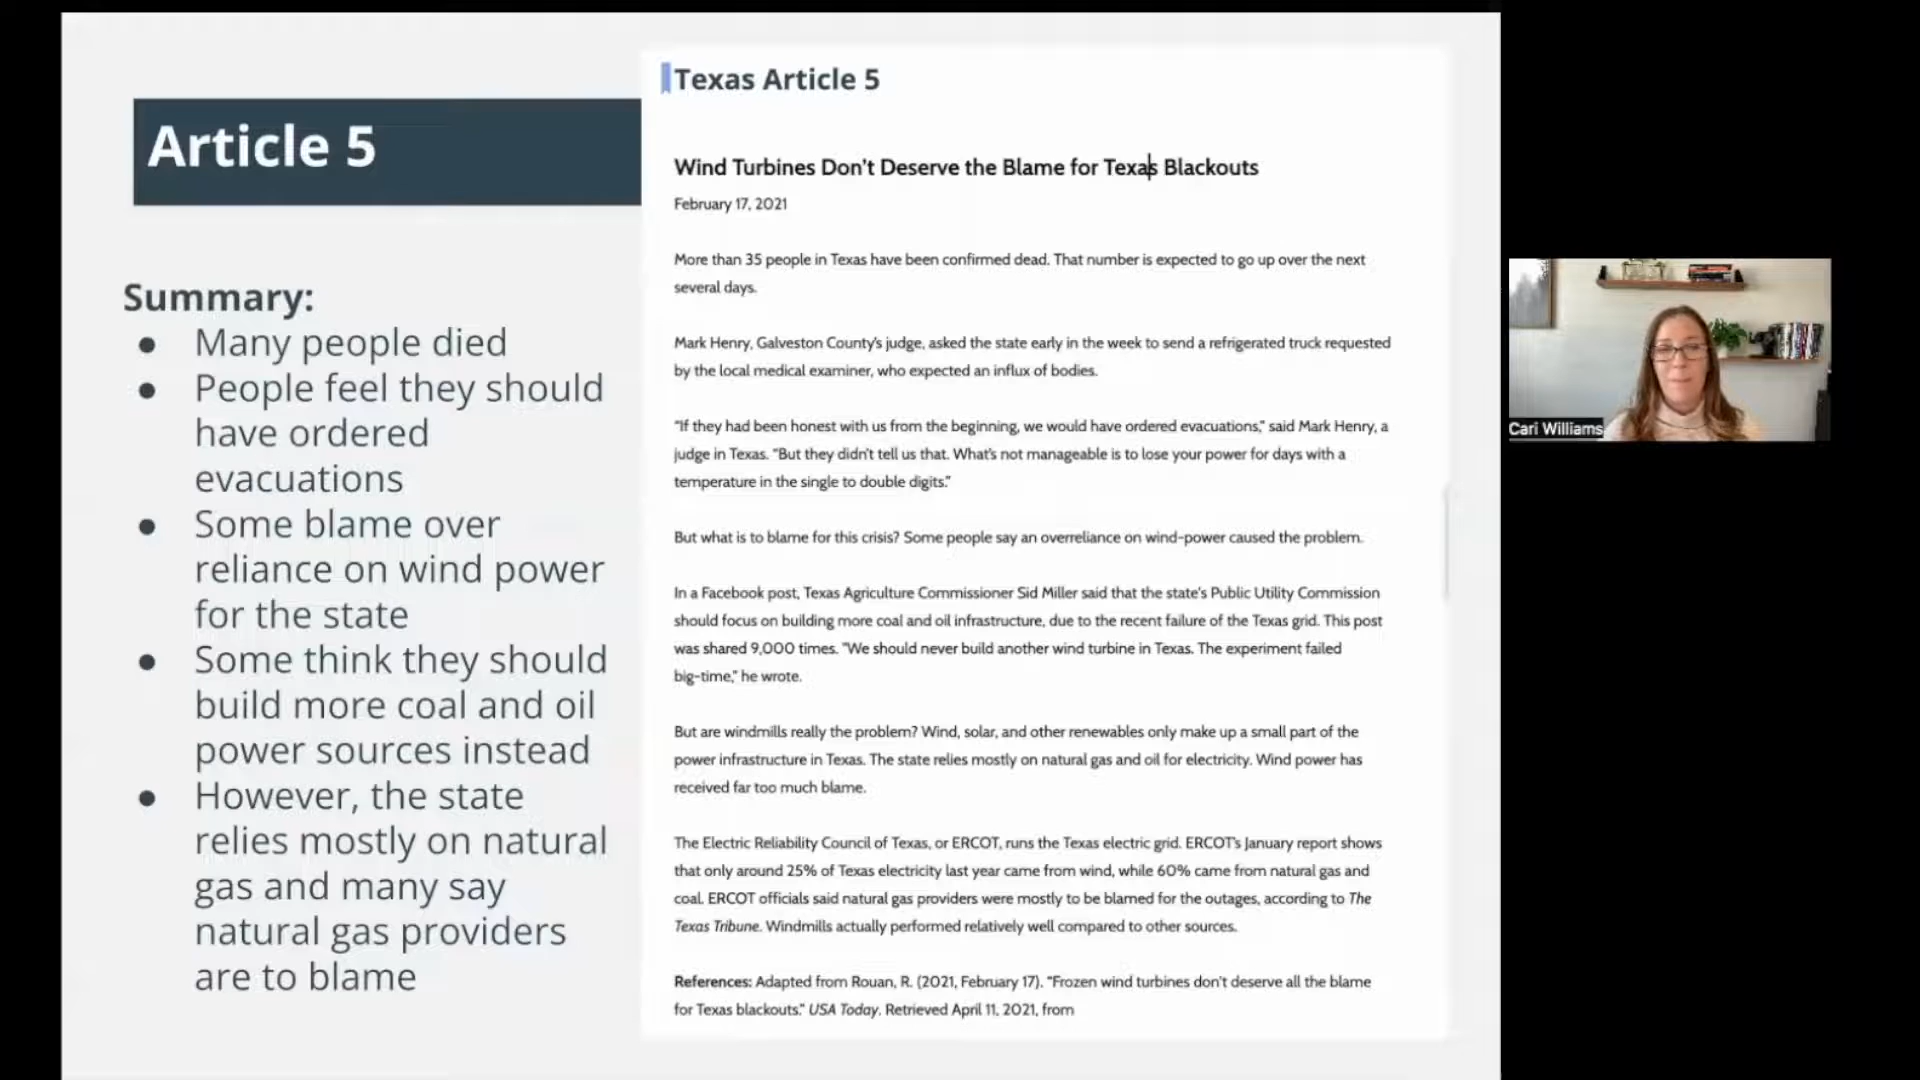 Article 5
Summary:
● Many people died
● People feel they should
have ordered
evacuations
● Some blame over
reliance on wind power
for the state
● Some think they should
build more coal and oil
power sources instead
● However, the state
relies mostly on natural
gas and many say
natural gas providers
are to blame
Texas Article 5
Wind Turbines Don't Deserve the Blame for Texas Blackouts
February 17, 2021
More than 35 people in Texas have been confirmed dead. That number is expected to go up over the next
several days.
Mark Henry, Galveston County's judge, asked the state early in the week to send a refrigerated truck requested
by the local medical examiner, who expected an influx of bodies.
"If they had been honest with us from the beginning, we would have ordered evacuations," said Mark Henry, a
judge in Texas. "But they didn't tell us that. What's not manageable is to lose your power for days with a
temperature in the single to double digits."
But what is to blame for this crisis? Some people say an overreliance on wind-power caused the problem.
In a Facebook post, Texas Agriculture Commissioner Sid Miller said that the state's Public Utility Commission
should focus on building more coal and oil infrastructure, due to the recent failure of the Texas grid. This post
was shared 9,000 times. "We should never build another wind turbine in Texas. The experiment failed
big-time," he wrote.
But are windmills really the problem? Wind, solar, and other renewables only make up a small part of the
power infrastructure in Texas. The state relies mostly on natural gas and oil for electricity. Wind power has
received far too much blame.
The Electric Reliability Council of Texas, or ERCOT, runs the Texas electric grid. ERCOT's January report shows
that only around 25% of Texas electricity last year came from wind, while 60% came from natural gas and
coal. ERCOT officials said natural gas providers were mostly to be blamed for the outages, according to The
Texas Tribune. Windmills actually performed relatively well compared to other sources.
References: Adapted from Rouan, R. (2021, February 17). "Frozen wind turbines don't deserve all the blame
for Texas blackouts." USA Today. Retrieved April 11, 2021, from
Cari Williams